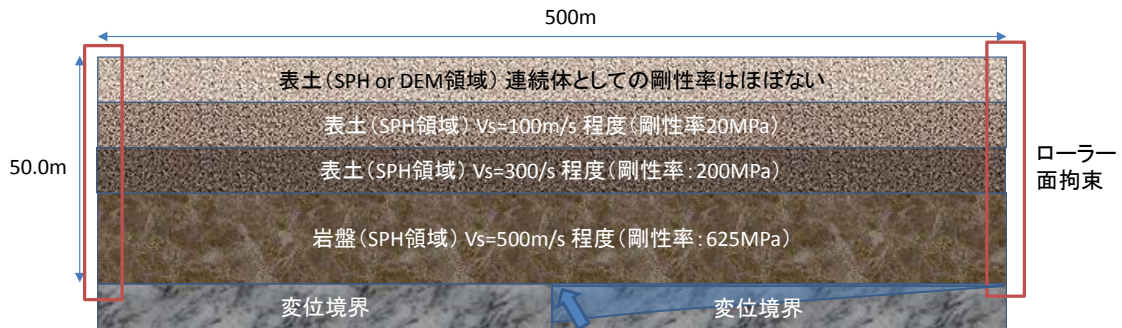 500m
表土（SPH or DEM領域） 連続体としての剛性率はほぼない
表土（SPH領域） Vs=100m/s 程度（剛性率20MPa）
50.0m
表土（SPH領域） Vs=300/s 程度（剛性率：200MPa）
ローラー
面拘束
岩盤（SPH領域） Vs=500m/s 程度（剛性率：625MPa）
変位境界
変位境界